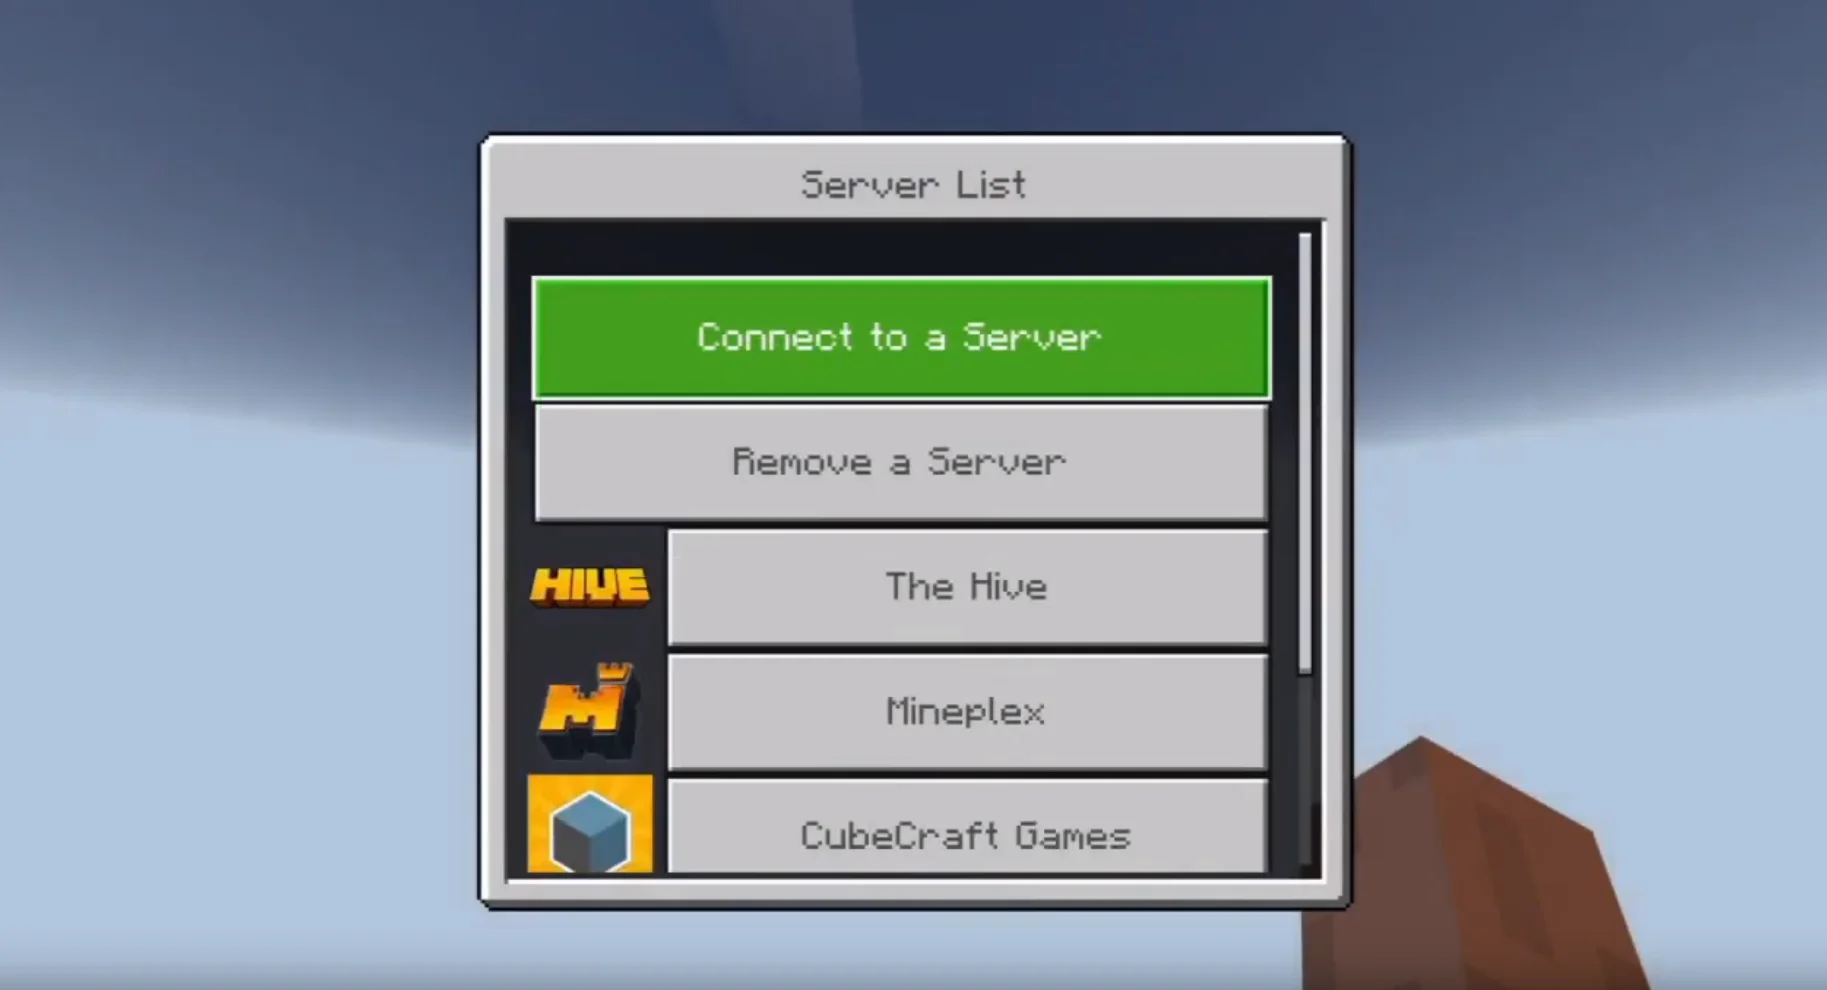 Server List
Connect to a Server
Remove a Server
HIVE
The Hive
M
Mineplex
CubeCraft Games